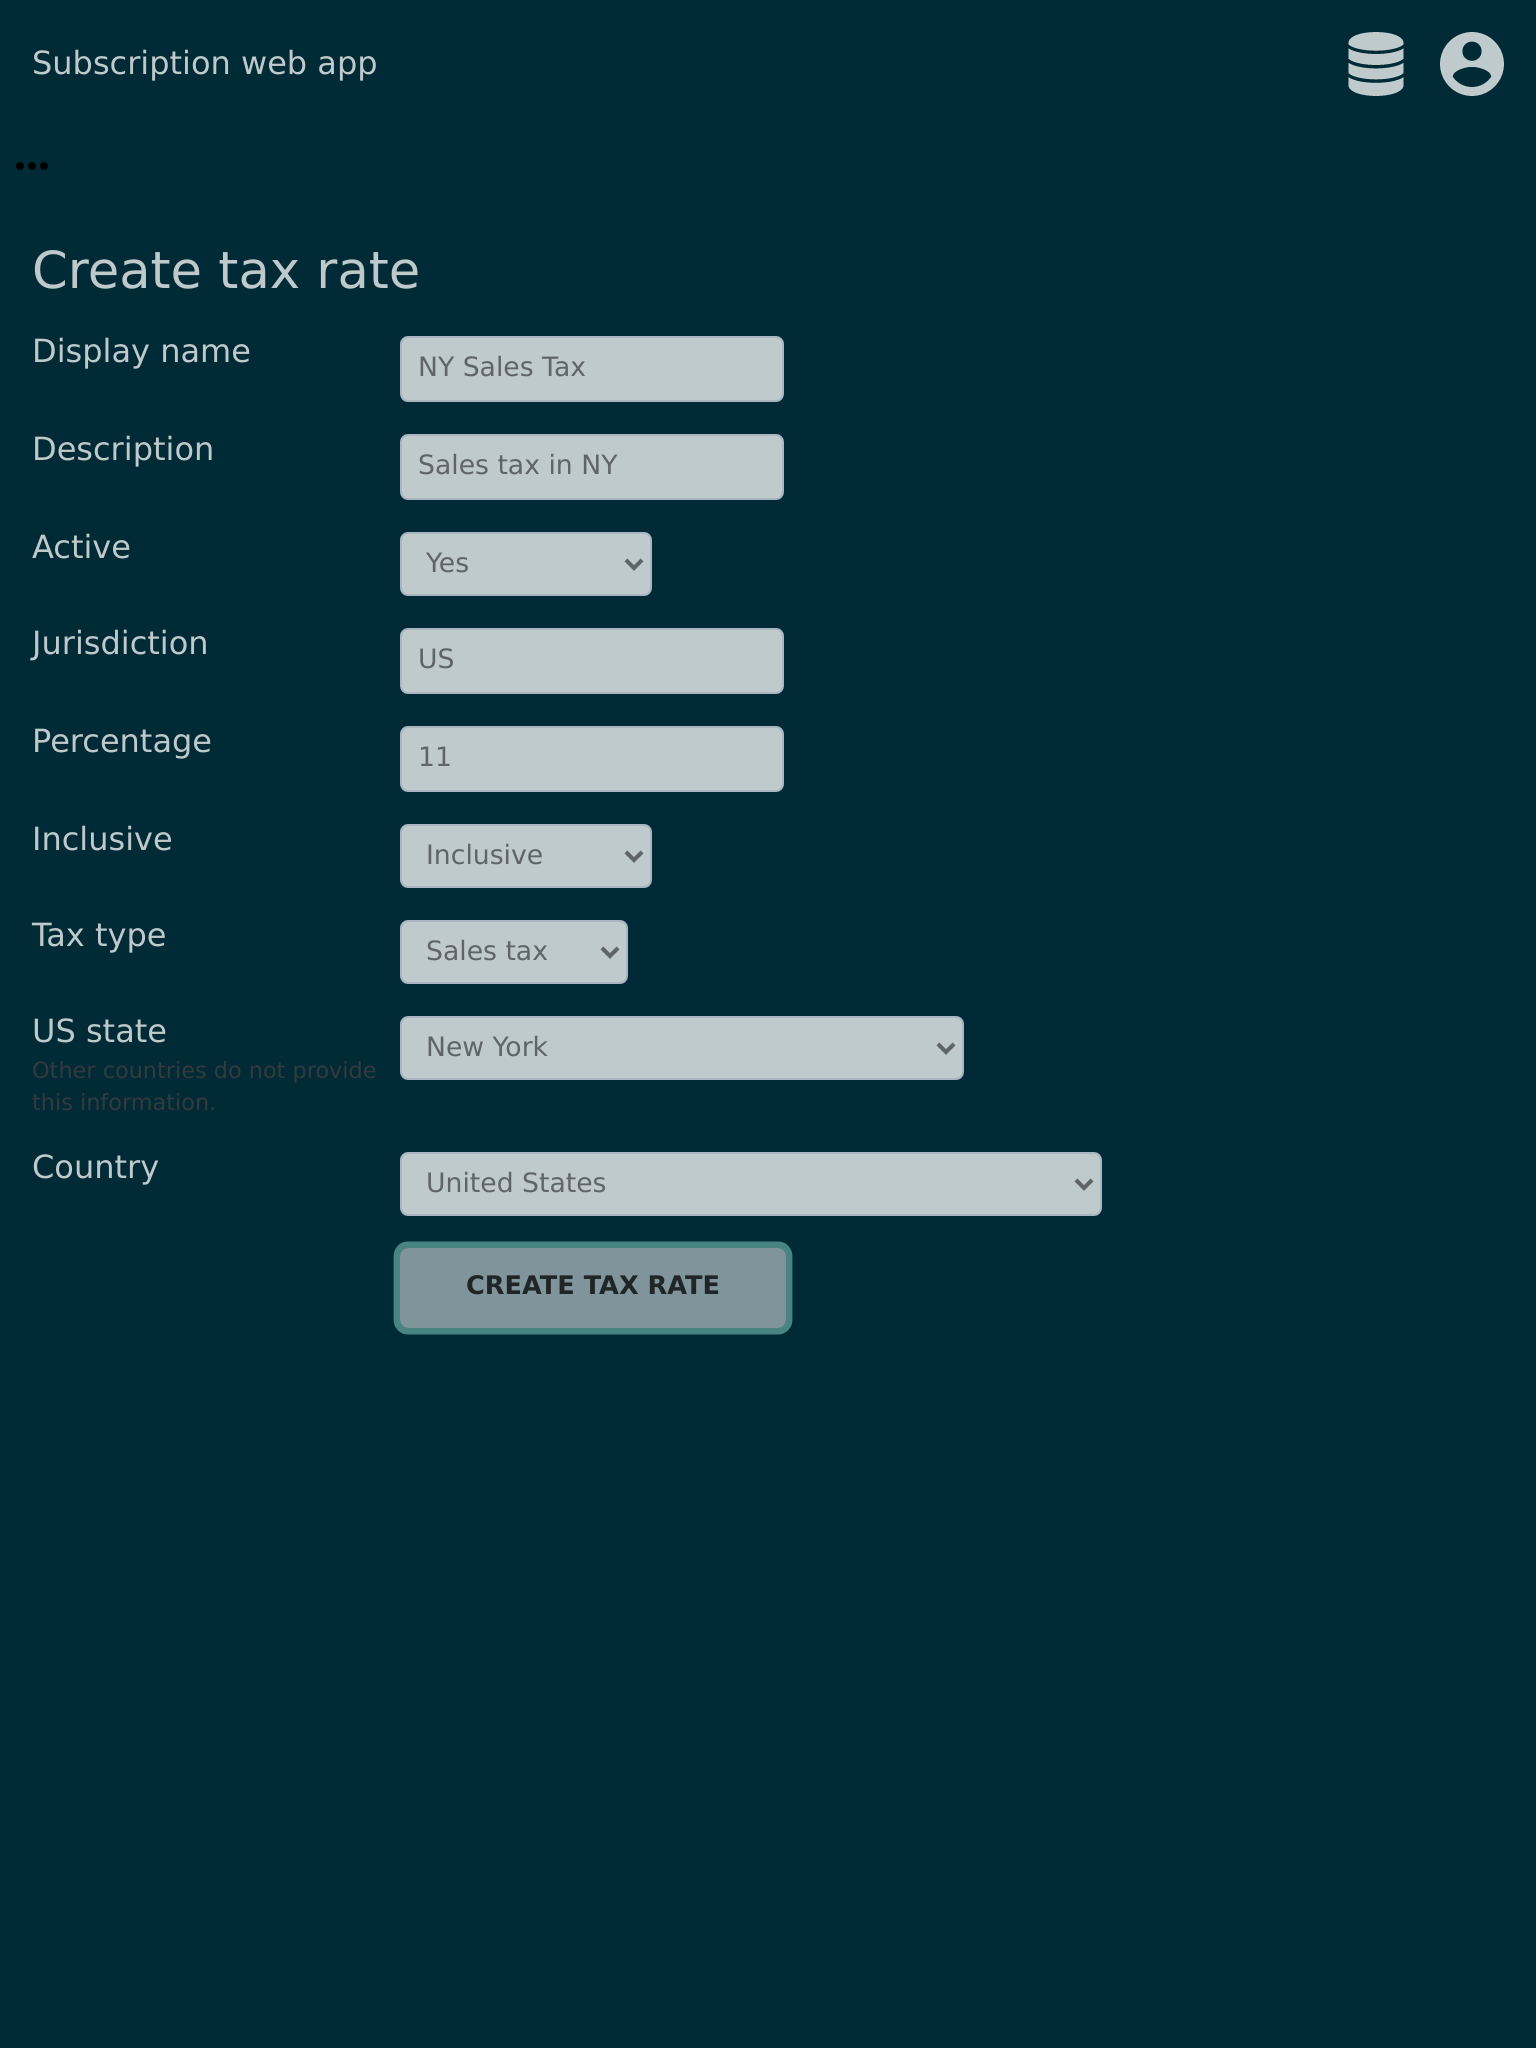 Subscription web app
Create tax rate
Display name
NY Sales Tax
Description
Sales tax in NY
Active
Yes
Jurisdiction
US
Percentage
11
Inclusive
Inclusive
Tax type
Sales tax
US state
Other countries do not provide
this information.
New York
Country
United States
CREATE TAX RATE